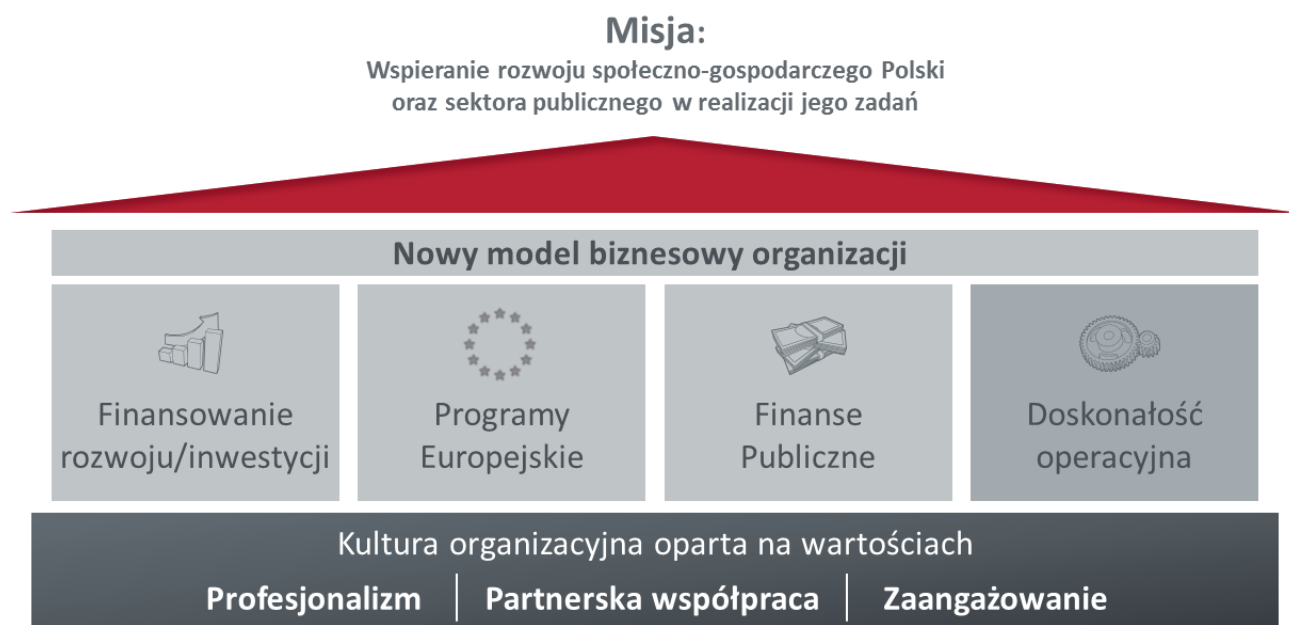 Misja:
Wspieranie rozwoju społeczno-gospodarczego Polski
oraz sektora publicznego w realizacji jego zadań
Nowy model biznesowy organizacji
Finansowanie
rozwoju/inwestycji
Programy
Europejskie
Finanse
Publiczne
Doskonałość
operacyjna
Kultura organizacyjna oparta na wartościach
Profesjonalizm
Partnerska współpraca
Zaangażowanie